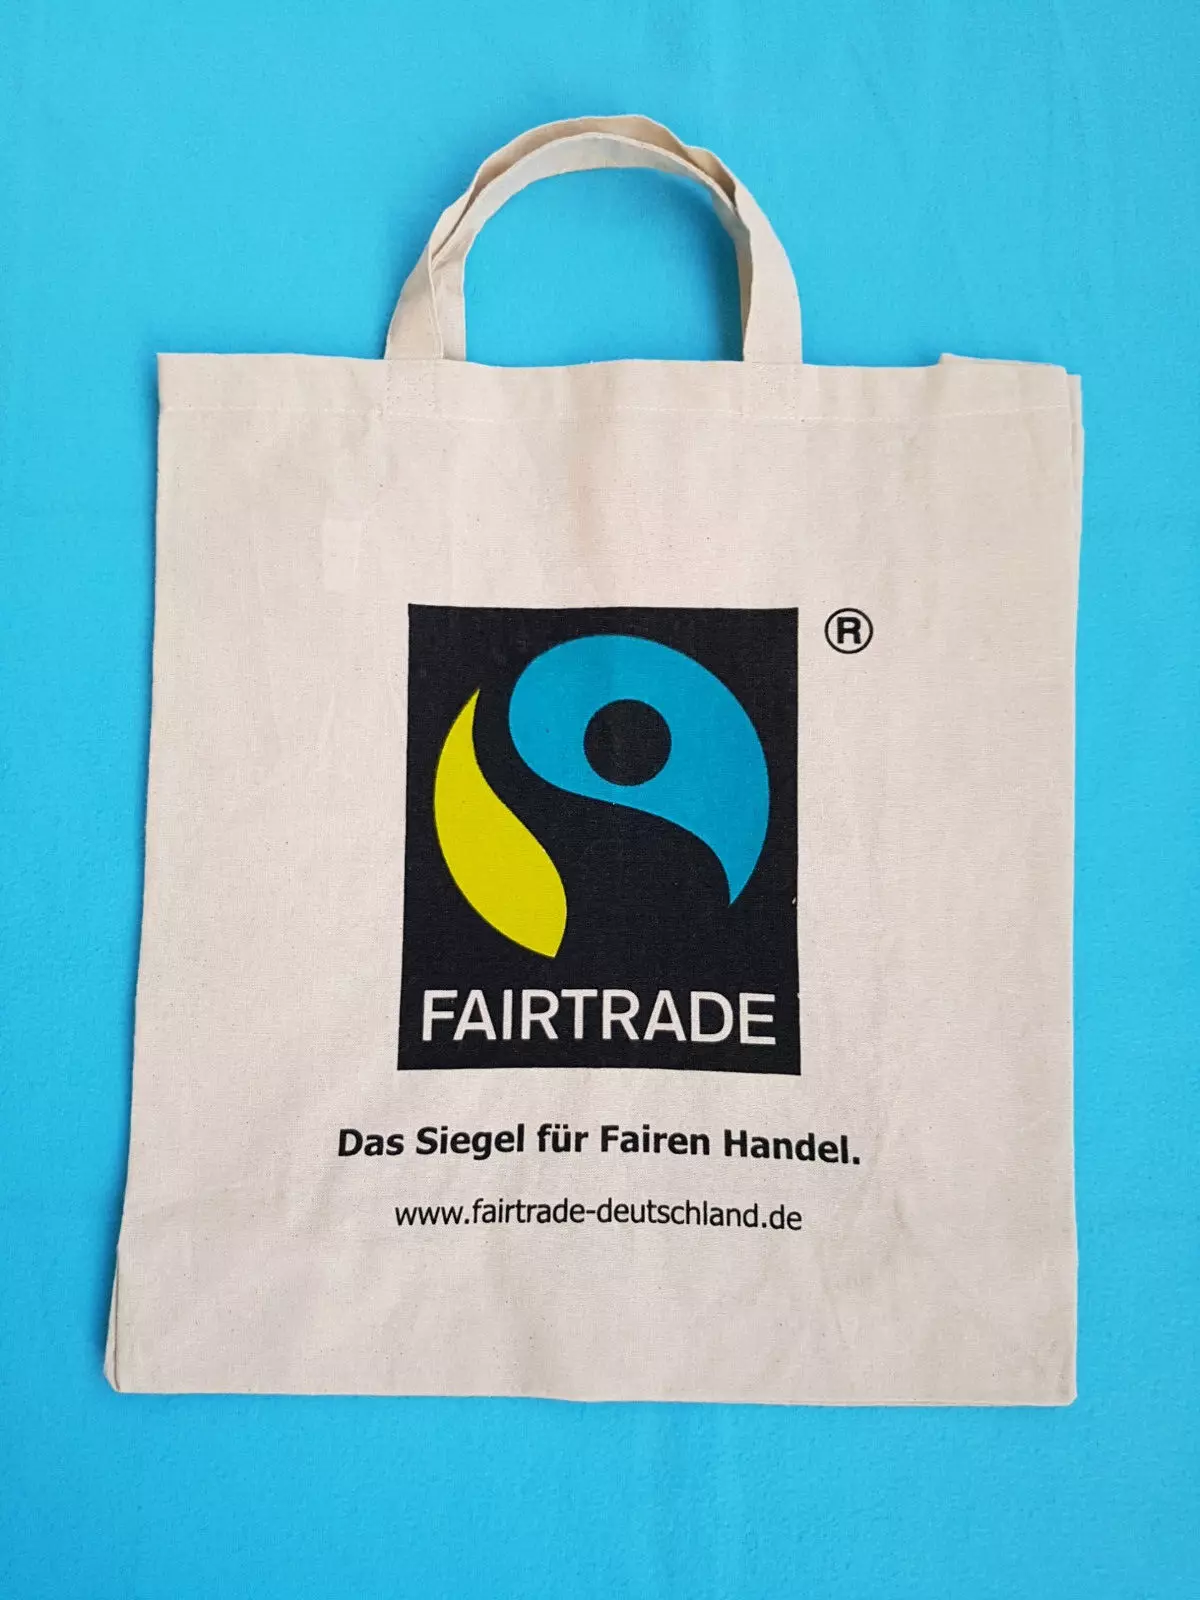 ®
FAIRTRADE
Das Siegel für Fairen Handel.
www.fairtrade-deutschland.de